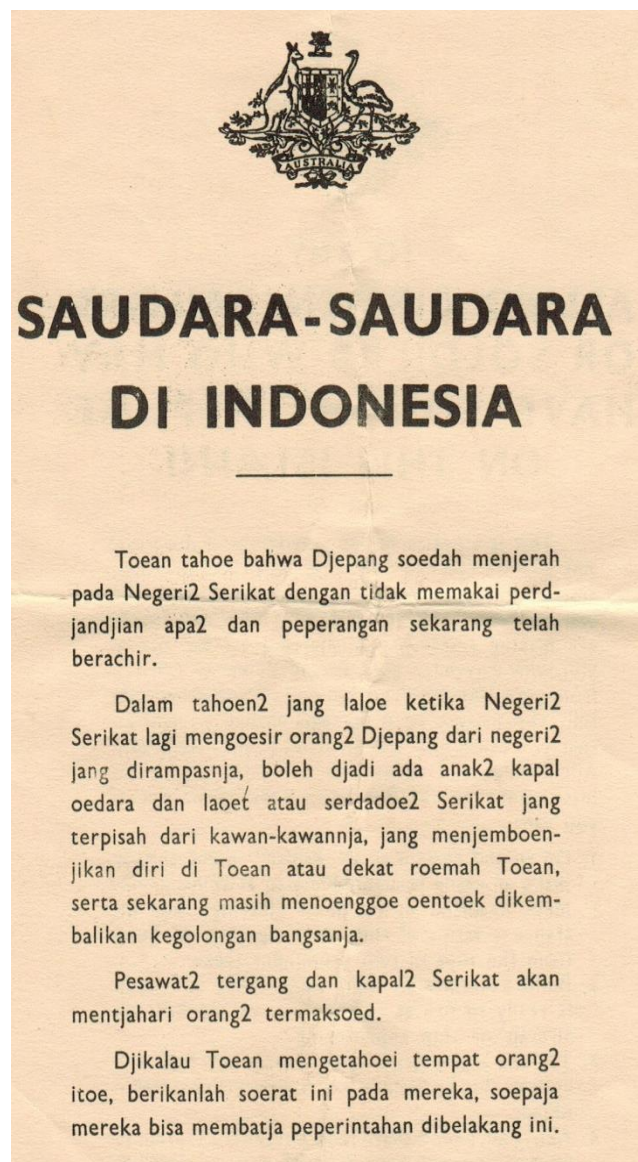 AUSTRALIA
SAUDARA-SAUDARA
DI INDONESIA
Toean tahoe bahwa Djepang soedah menjerah
pada Negeri2 Serikat dengan tidak memakai perd-
jandjian apa2 dan peperangan sekarang telah
berachir.
Dalam tahoen2 jang laloe ketika Negeri2
Serikat lagi mengoesir orang2 Djepang dari negeri2
jang dirampasnja, boleh djadi ada anak2 kapal
oedara dan laoet atau serdadoe2 Serikat jang
terpisah dari kawan-kawannja, jang menjemboen-
jikan diri di Toean atau dekat roemah Toean,
serta sekarang masih menoenggoe oentoek dikem-
balikan kegolongan bangsanja.
Pesawat2 tergang dan kapal2 Serikat akan
mentjahari orang2 termaksoed.
Djikalau Toean mengetahoei tempat orang2
itoe, berikanlah soerat ini pada mereka, soepaja
mereka bisa membatja peperintahan dibelakang ini.